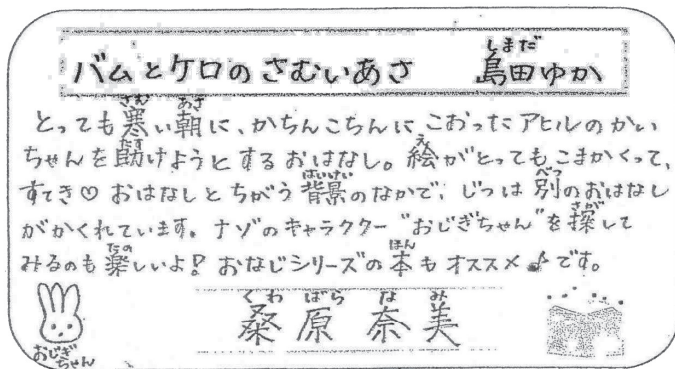 バムとケロのさむいあさ 島田ゆか
とっても寒い朝に、かちんこちんに こおったアヒルのかい
ちゃんを助けようと するおはなし。絵がとってもこまかくって、
すてき♡ おはなしとちがう背景のなかで、じつは 別のおはなし
がかくれています。ナゾのキャラクター“おじぎちゃん”を探して
みるのも楽しいよ! おなじシリーズの本もオススメ♪です。
桑原 奈美
おじぎちゃん